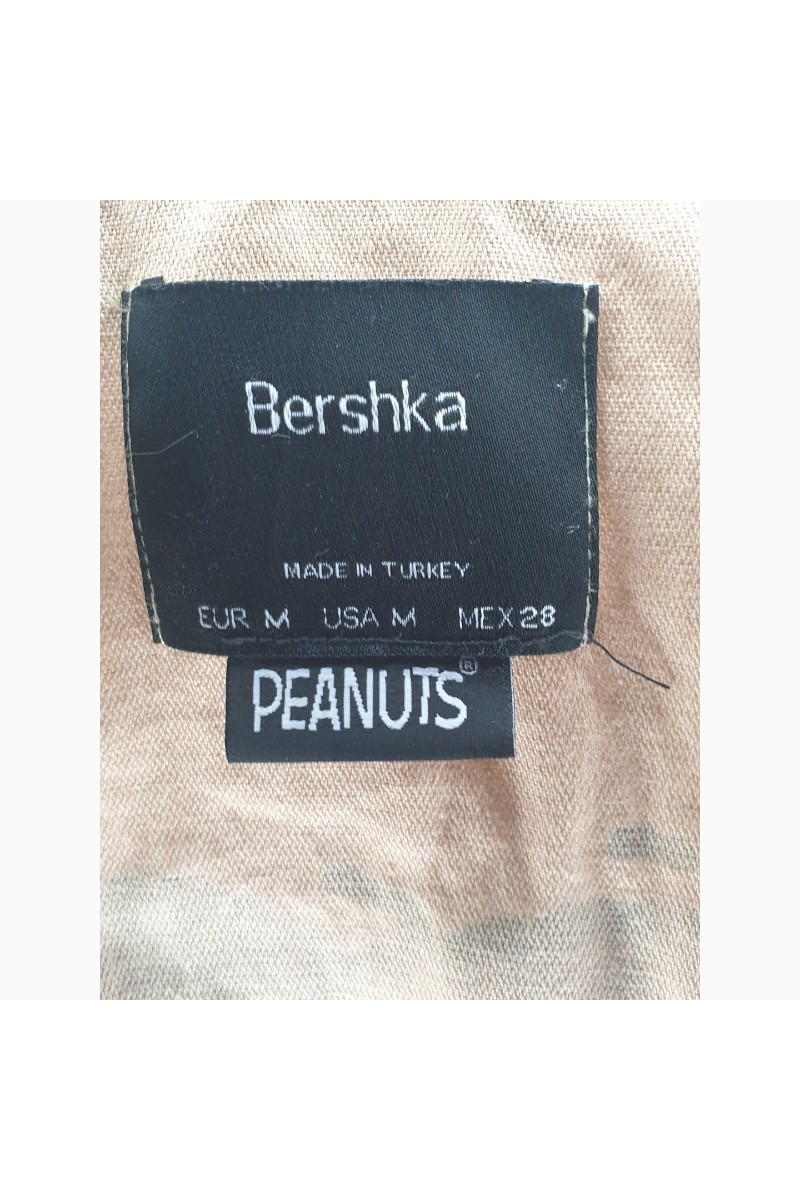 Bershka
MADE IN TURKEY
EUR M USA M MEX 28
PEANUTS®